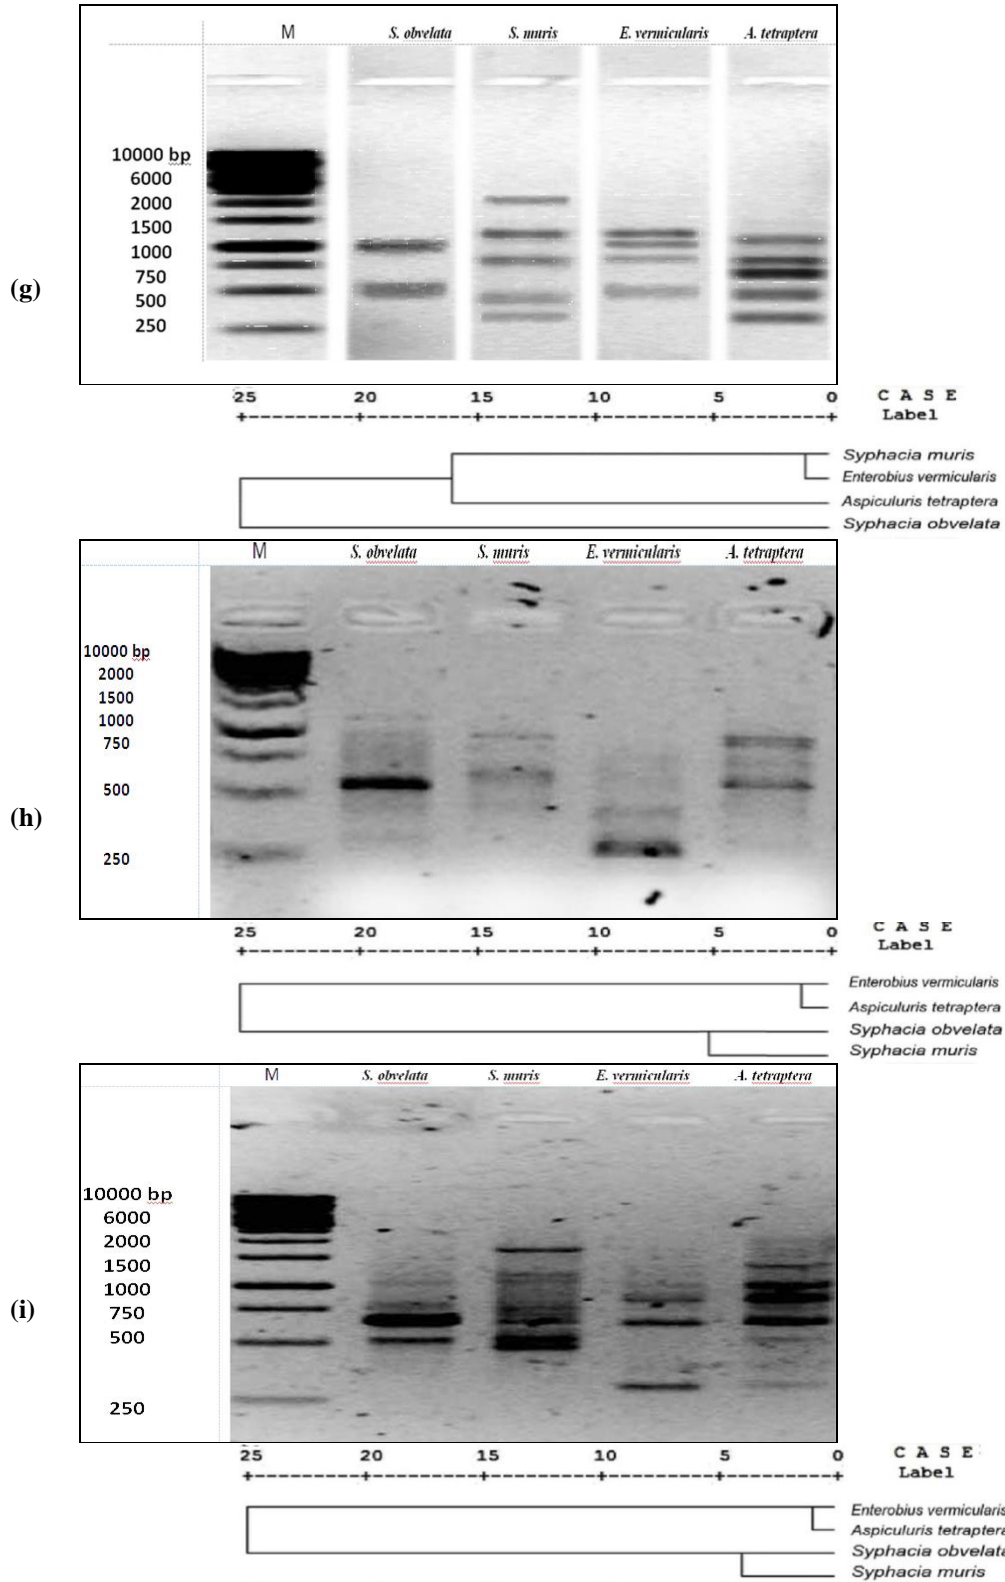 M S. obvelata S. muris E. vermicularis A. tetraptera
10000 bp
6000
2000
1500
1000
750
500
250
(g)
25 20 15 10 5 0 C A S E
Label
Syphacia muris
Enterobius vermicularis
Aspiculuris tetraptera
Syphacia obvelata
M S. obvelata S. muris E. vermicularis A. tetraptera
10000 bp
2000
1500
1000
750
500
250
(h)
25 20 15 10 5 0 C A S E
Label
Enterobius vermicularis
Aspiculuris tetraptera
Syphacia obvelata
Syphacia muris
M S. obvelata S. muris E. vermicularis A. tetraptera
10000 bp
6000
2000
1500
1000
750
500
250
(i)
25 20 15 10 5 0 C A S E
Label
Enterobius vermicularis
Aspiculuris tetraptera
Syphacia obvelata
Syphacia muris